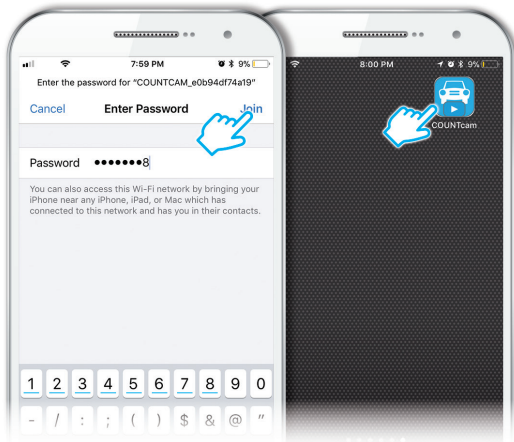 7:59 PM
9%
Enter the password for “COUNTCAM_e0b94df74a19”
Cancel
Enter Password
Join
Password
●●●●●●●8
You can also access this Wi-Fi network by bringing your
iPhone near any iPhone, iPad, or Mac which has
connected to this network and has you in their contacts.
1 2 3 4 5 6 7 8 9 0
- / : ; ( ) $ & @ "
8:00 PM
9%
COUNTcam